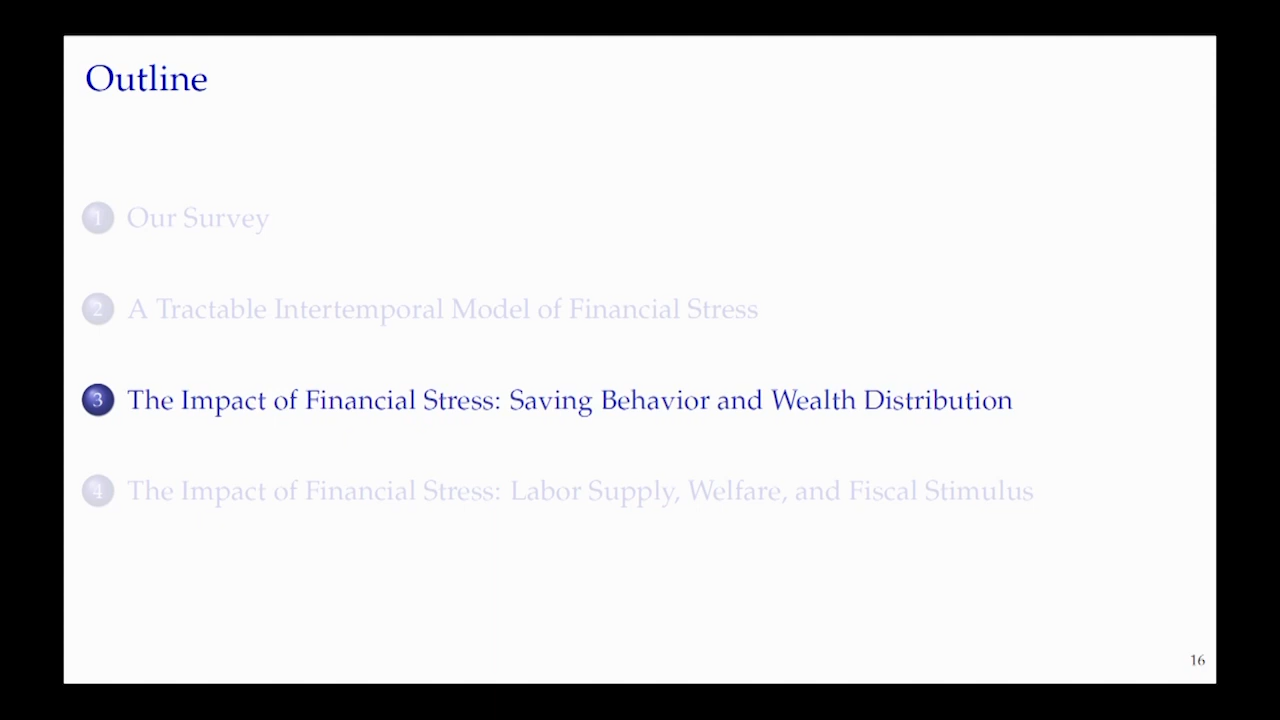 Outline
1 Our Survey
2 A Tractable Intertemporal Model of Financial Stress
3 The Impact of Financial Stress: Saving Behavior and Wealth Distribution
4 The Impact of Financial Stress: Labor Supply, Welfare, and Fiscal Stimulus
16